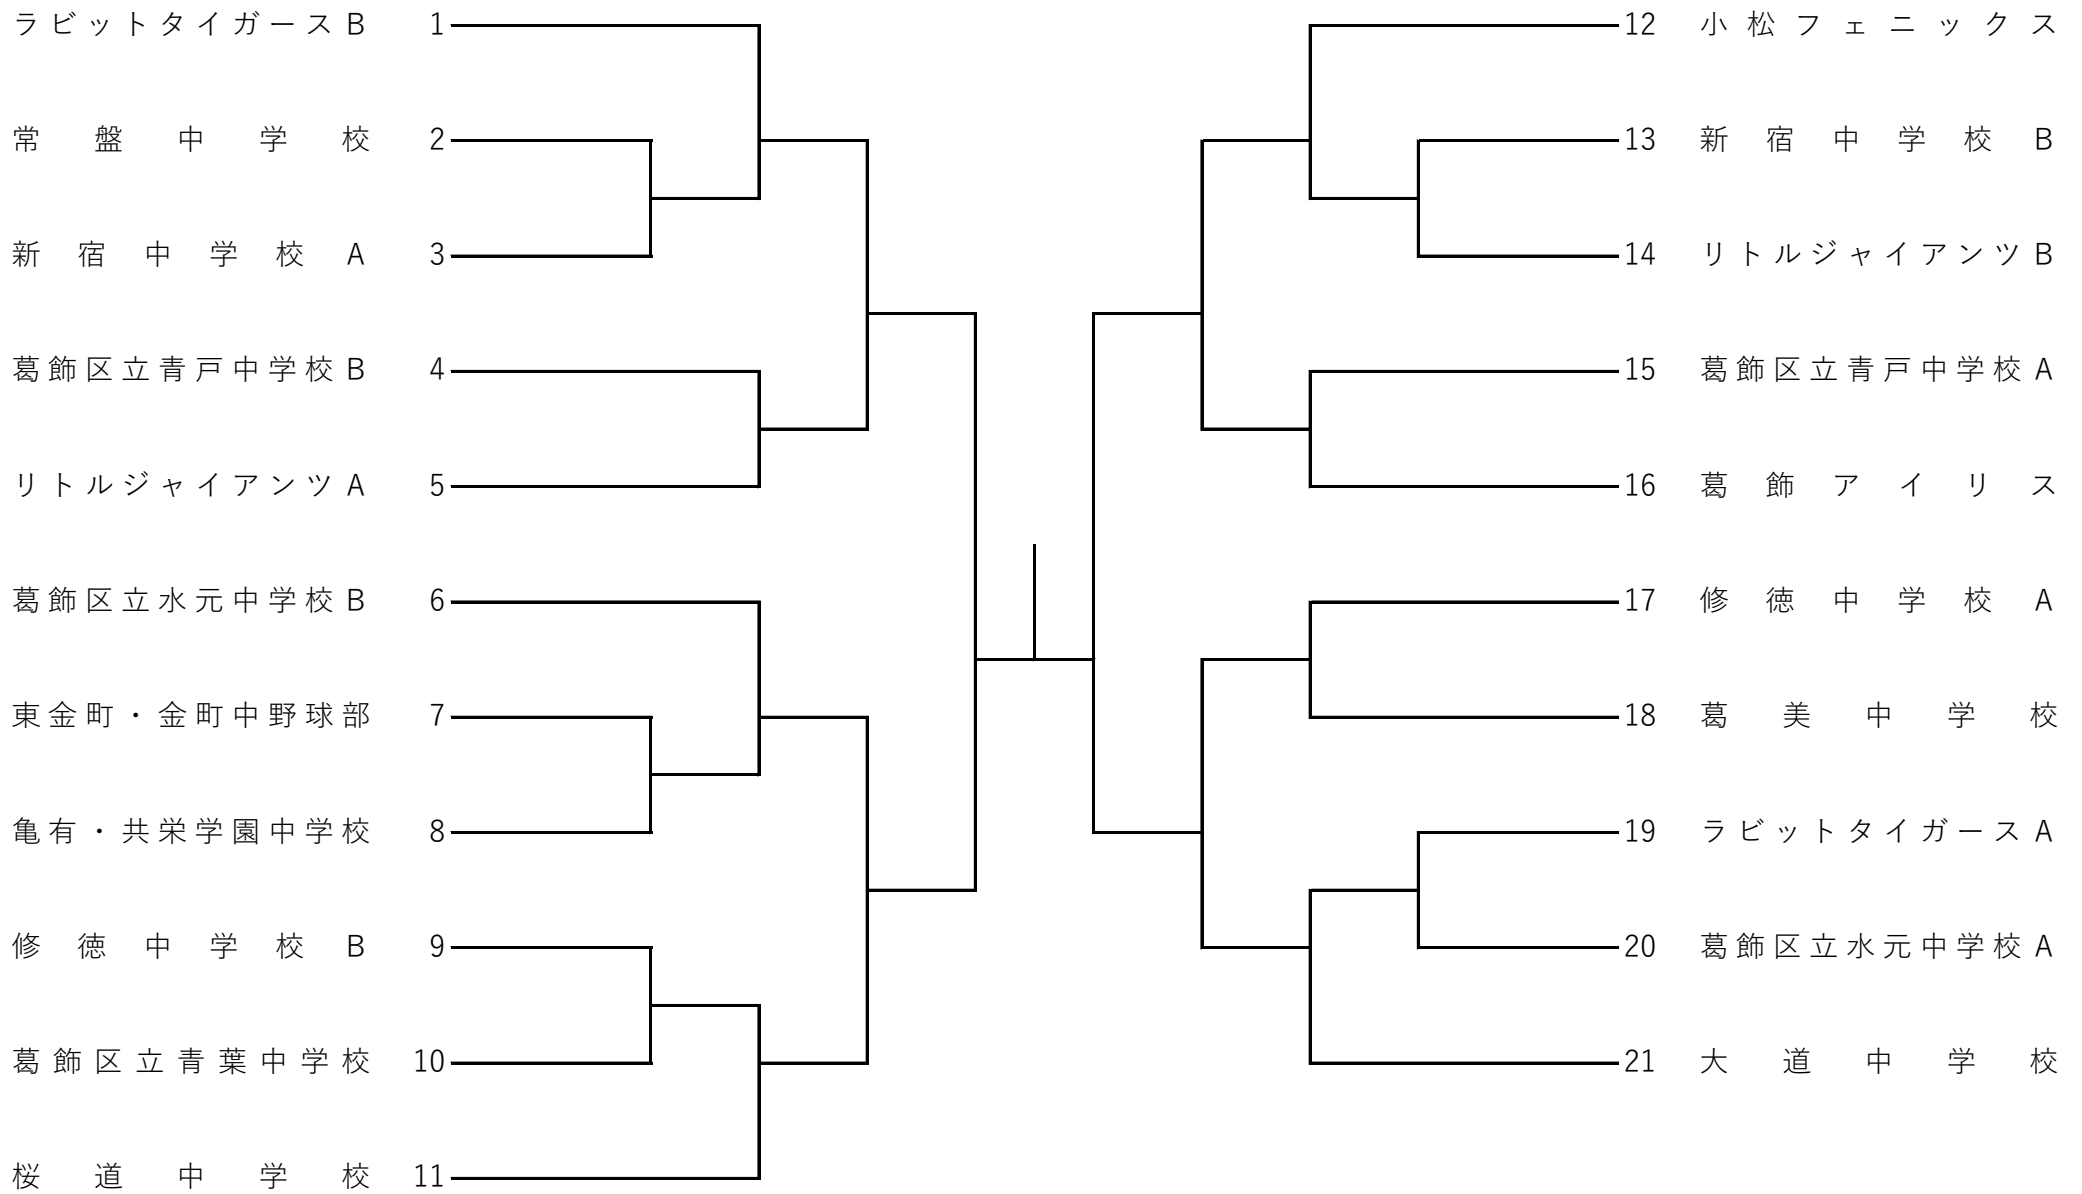 ラビットタイガースB 1
常盤中学校 2
新宿中学校A 3
葛飾区立青戸中学校B 4
リトルジャイアンツA 5
葛飾区立水元中学校B 6
東金町・金町中野球部 7
亀有・共栄学園中学校 8
修徳中学校B 9
葛飾区立青葉中学校 10
桜道中学校 11
12 小松フェニックス
13 新宿中学校B
14 リトルジャイアンツB
15 葛飾区立青戸中学校A
16 葛飾アイリス
17 修徳中学校A
18 葛美中学校
19 ラビットタイガースA
20 葛飾区立水元中学校A
21 大道中学校